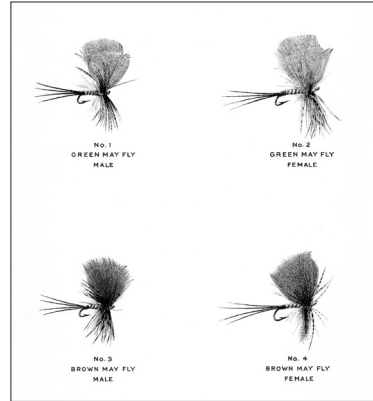 No. 1
GREEN MAY FLY
MALE
No. 2
GREEN MAY FLY
FEMALE
No. 3
BROWN MAY FLY
MALE
No. 4
BROWN MAY FLY
FEMALE